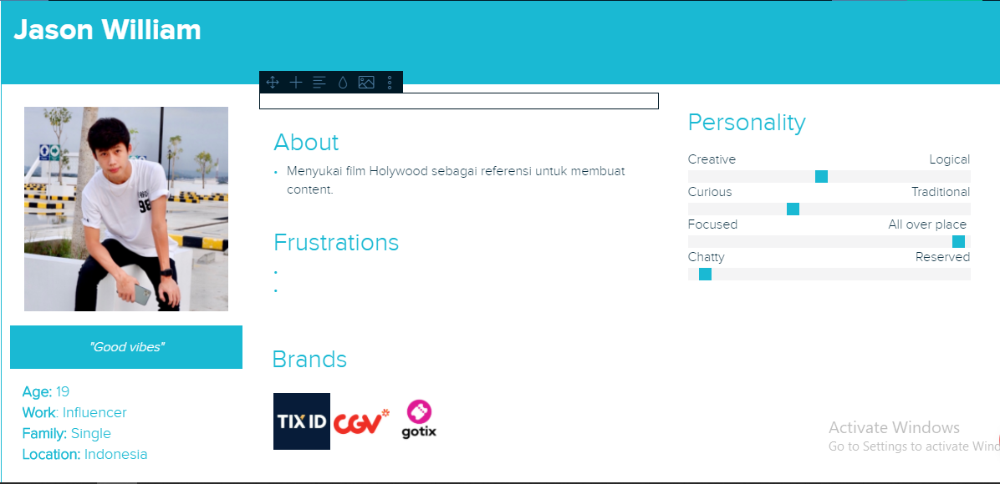 Jason William
"Good vibes"
Age: 19
Work: Influencer
Family: Single
Location: Indonesia
About
• Menyukai film Holywood sebagai referensi untuk membuat
content.
Frustrations
•
•
Brands
TIX ID
CGV
gotix
Personality
Creative Logical
Curious Traditional
Focused All over place
Chatty Reserved
Activate Windows
Go to Settings to activate Wind